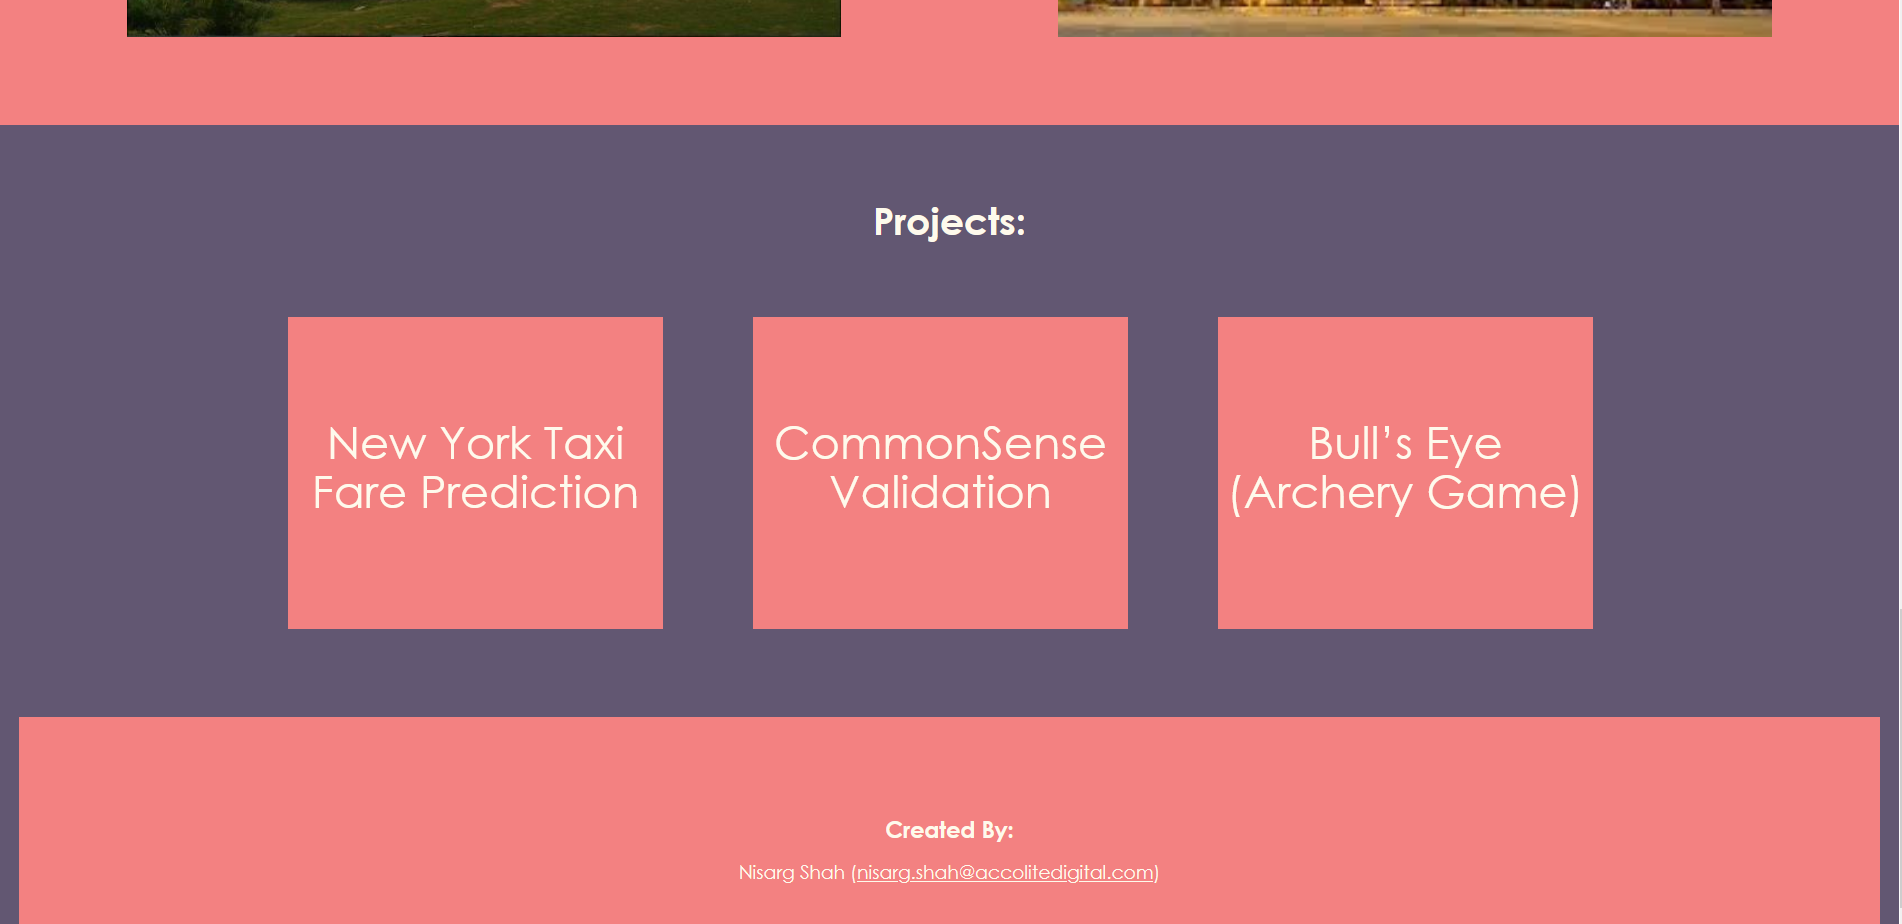 Projects:
New York Taxi
Fare Prediction
CommonSense
Validation
Bull’s Eye
(Archery Game)
Created By:
Nisarg Shah (nisarg.shah@accolitedigital.com)